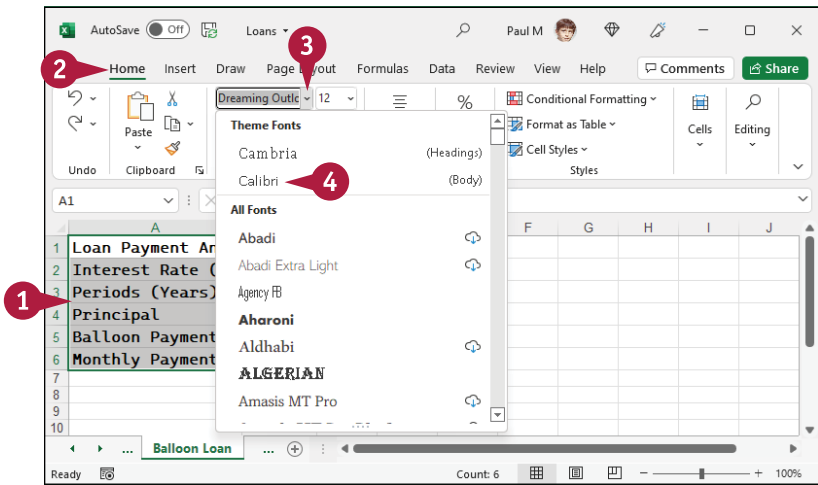 AutoSave Off Loans Paul M
3
2 Home Insert Draw Page Layout Formulas Data Review View Help Comments Share
Dreaming Outlo 12 % Conditional Formatting
Paste Format as Table Cells Editing
Cell Styles
Undo Clipboard Styles
Theme Fonts
Cambria (Headings)
Calibri 4 (Body)
All Fonts
Abadi
Abadi Extra Light
Agency FB
Aharoni
Aldhabi
ALGERIAN
Amasis MT Pro
A1
A F G H I J
1 Loan Payment An
2 Interest Rate (
1
3 Periods (Years)
4 Principal
5 Balloon Payment
6 Monthly Payment
7
8
9
10
... Balloon Loan ...
Ready Count: 6 100%